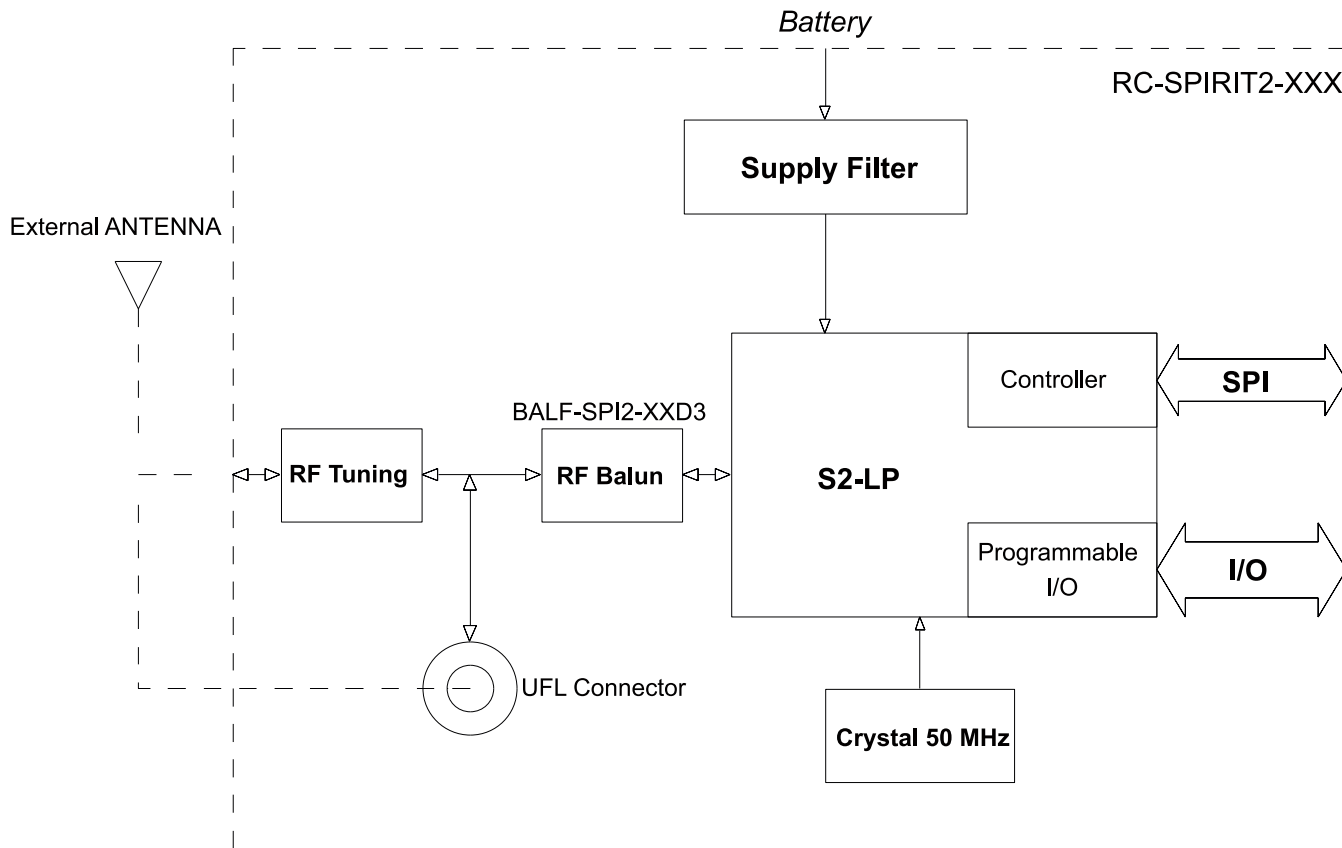 Battery
RC-SPIRIT2-XXX
Supply Filter
External ANTENNA
Controller
SPI
BALF-SPI2-XXD3
RF Tuning
RF Balun
S2-LP
Programmable
I/O
I/O
UFL Connector
Crystal 50 MHz